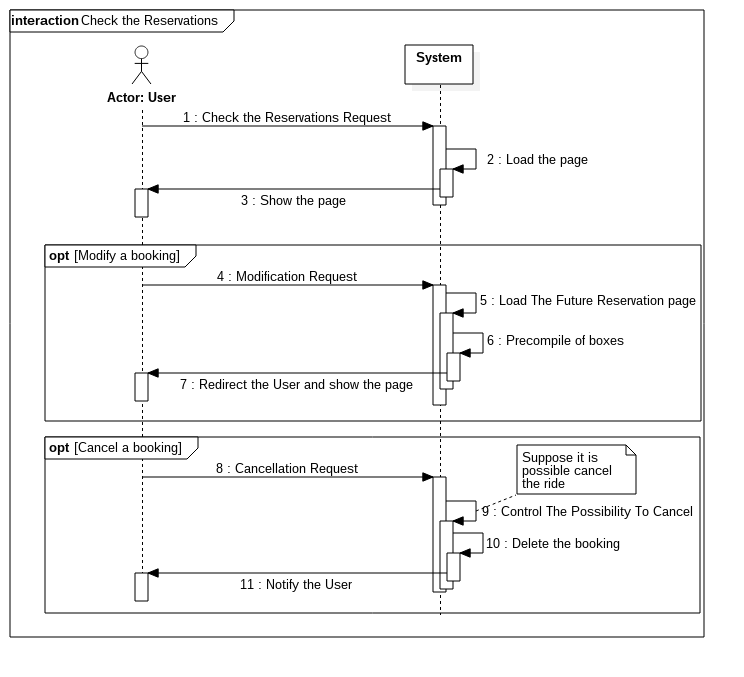 interaction Check the Reservations
System
Actor: User
1 : Check the Reservations Request
2 : Load the page
3 : Show the page
opt [Modify a booking]
4 : Modification Request
5 : Load The Future Reservation page
6 : Precompile of boxes
7 : Redirect the User and show the page
opt [Cancel a booking]
Suppose it is
possible cancel
the ride
8 : Cancellation Request
9 : Control The Possibility To Cancel
10 : Delete the booking
11 : Notify the User